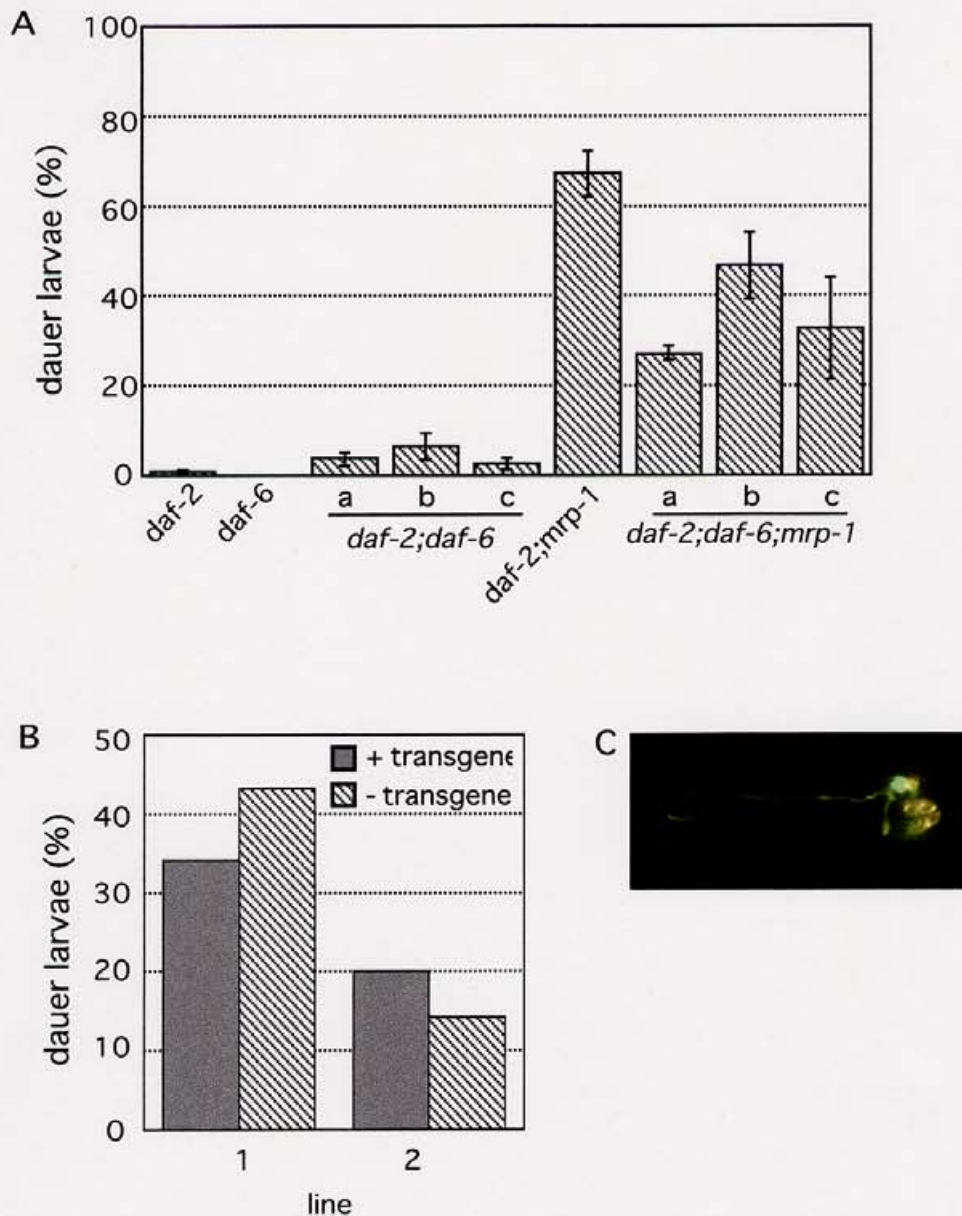 A
dauer larvae (%)
100
80
60
40
20
0
daf-2
daf-6
a b c
daf-2;daf-6
daf-2;mrp-1
a b c
daf-2;daf-6;mrp-1
B
dauer larvae (%)
50
40
30
20
10
0
+ transgene
- transgene
1 2
line
C